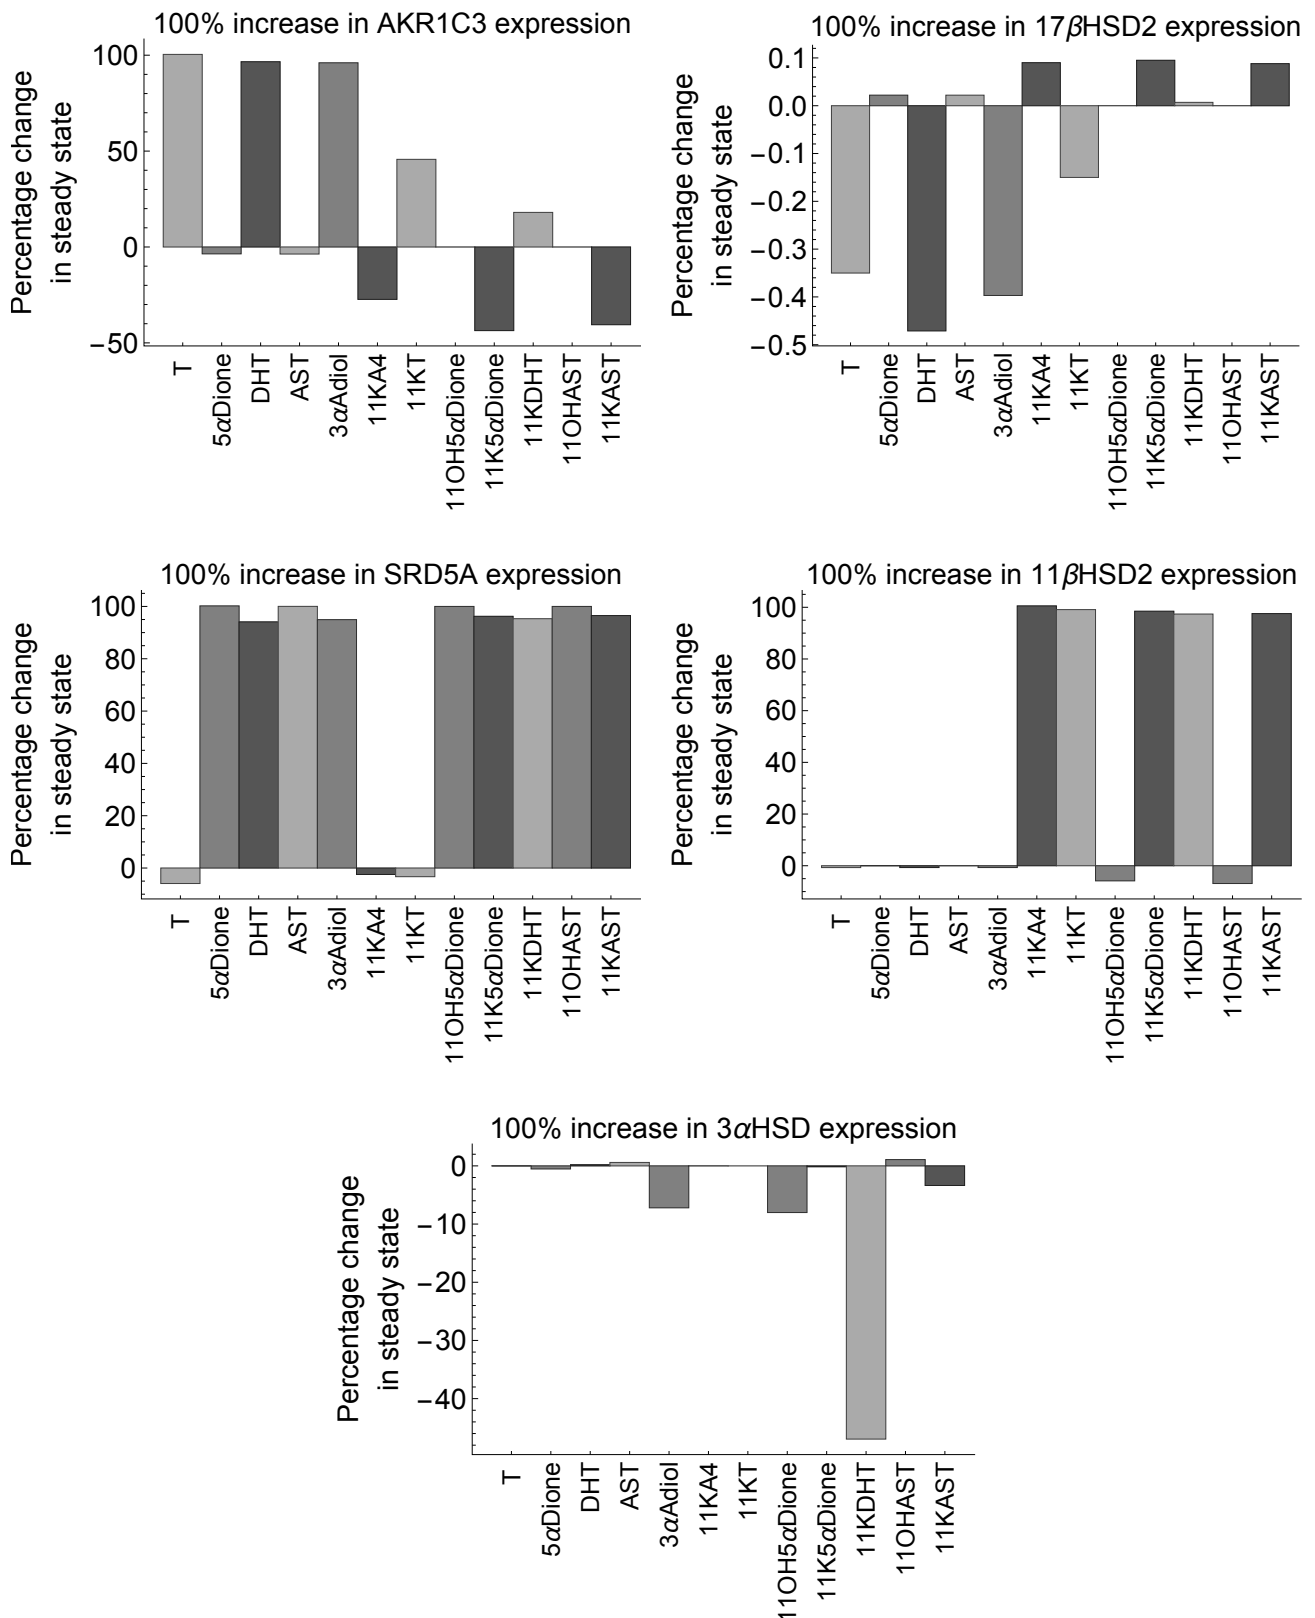 100% increase in AKR1C3 expression
Percentage change
in steady state
100
50
0
−50
T
5αDione
DHT
AST
3αAdiol
11KA4
11KT
11OH5αDione
11K5αDione
11KDHT
11OHAST
11KAST
100% increase in 17βHSD2 expression
Percentage change
in steady state
0.1
0.0
−0.1
−0.2
−0.3
−0.4
−0.5
T
5αDione
DHT
AST
3αAdiol
11KA4
11KT
11OH5αDione
11K5αDione
11KDHT
11OHAST
11KAST
100% increase in SRD5A expression
Percentage change
in steady state
100
80
60
40
20
0
T
5αDione
DHT
AST
3αAdiol
11KA4
11KT
11OH5αDione
11K5αDione
11KDHT
11OHAST
11KAST
100% increase in 11βHSD2 expression
Percentage change
in steady state
100
80
60
40
20
0
T
5αDione
DHT
AST
3αAdiol
11KA4
11KT
11OH5αDione
11K5αDione
11KDHT
11OHAST
11KAST
100% increase in 3αHSD expression
Percentage change
in steady state
0
−10
−20
−30
−40
T
5αDione
DHT
AST
3αAdiol
11KA4
11KT
11OH5αDione
11K5αDione
11KDHT
11OHAST
11KAST